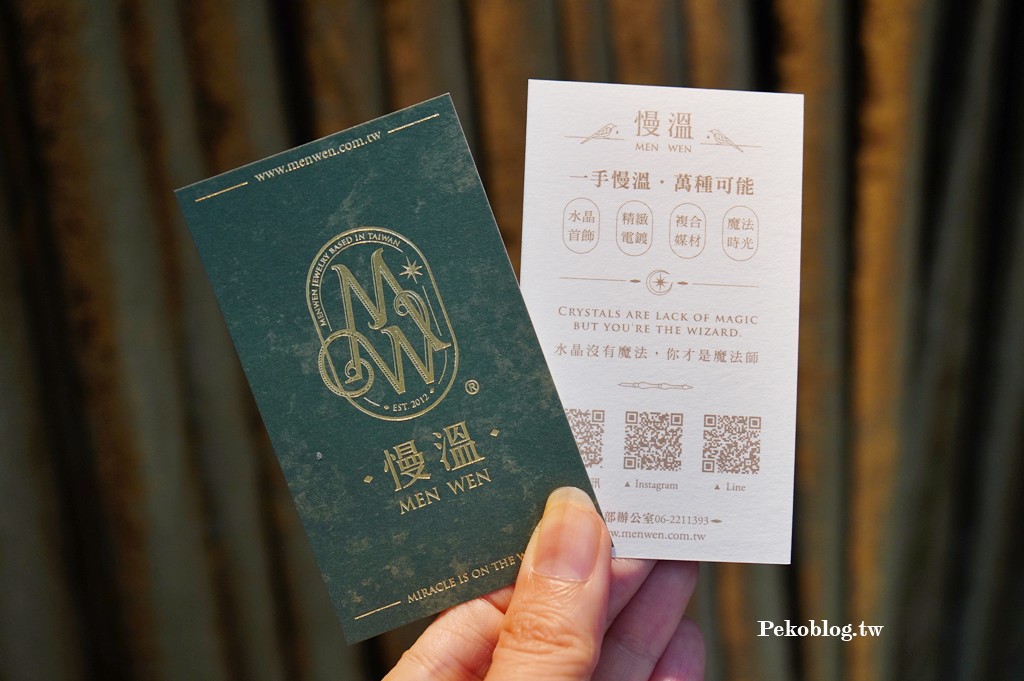 www.menwen.com.tw
MENWEN JEWELRY BASED IN TAIWAN
MW
EST. 2012
®
慢溫
MEN WEN
MIRACLE IS ON THE
慢溫
MEN WEN
一手慢溫・萬種可能
水晶首飾
精緻電鍍
複合媒材
魔法時光
CRYSTALS ARE LACK OF MAGIC
BUT YOU'RE THE WIZARD.
水晶沒有魔法，你才是魔法師
訊
▲ Instagram
▲ Line
部辦公室06-2211393
w.menwen.com.tw
Pekoblog.tw